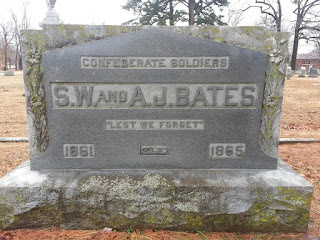 CONFEDERATE SOLDIERS
S.W. AND A.J. BATES.
"LEST WE FORGET"
1861 1865